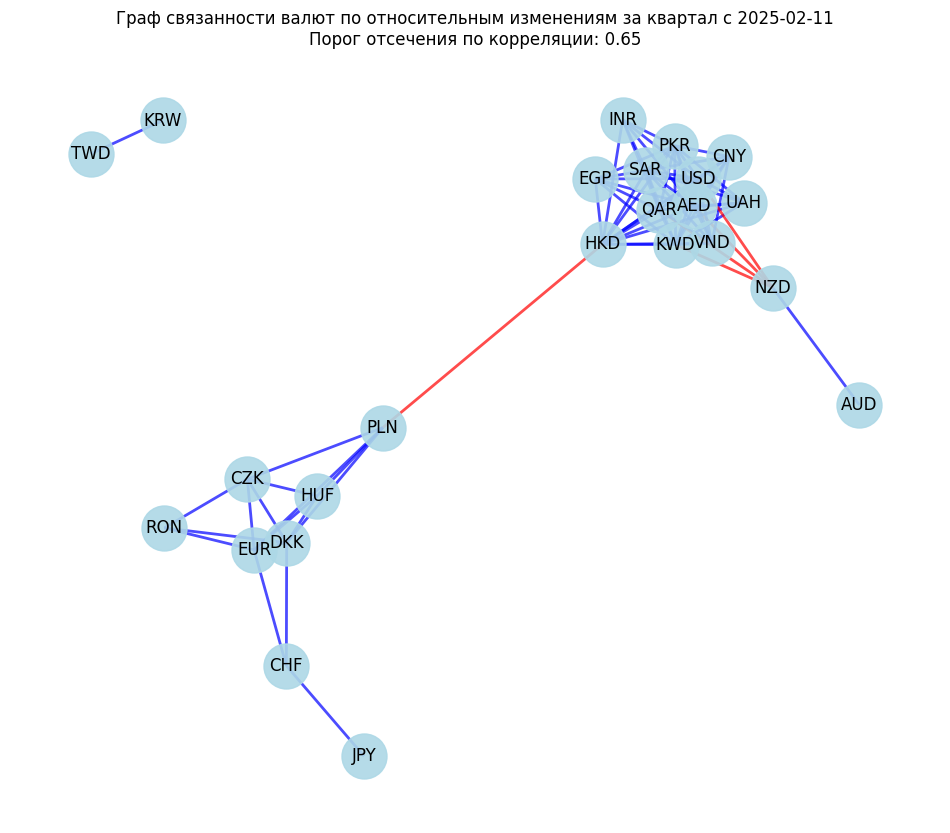 Граф связанности валют по относительным изменениям за квартал с 2025-02-11
Порог отсечения по корреляции: 0.65
KRW
TWD
INR
PKR
CNY
SAR
USD
EGP
QAR
AED
UAH
HKD
KWD
VND
NZD
AUD
PLN
CZK
HUF
RON
EUR
DKK
CHF
JPY